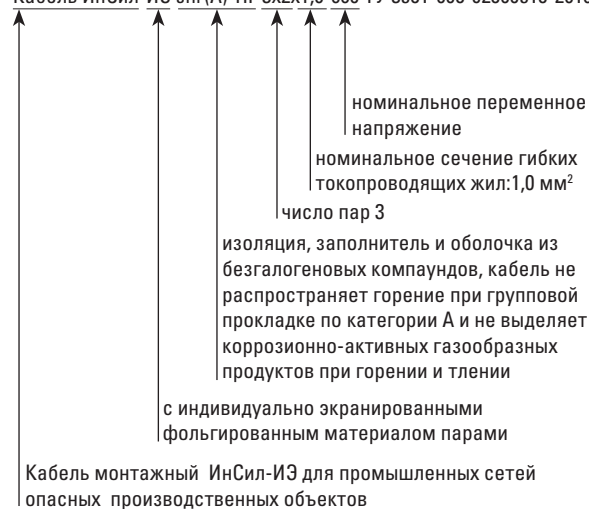 номинальное переменное
напряжение
номинальное сечение гибких
токопроводящих жил:1,0 мм²
число пар 3
изоляция, заполнитель и оболочка из
безгалогеновых компаундов, кабель не
распространяет горение при групповой
прокладке по категории А и не выделяет
коррозионно-активных газообразных
продуктов при горении и тлении
с индивидуально экранированными
фольгированным материалом парами
Кабель монтажный ИнСил-ИЭ для промышленных сетей
опасных производственных объектов